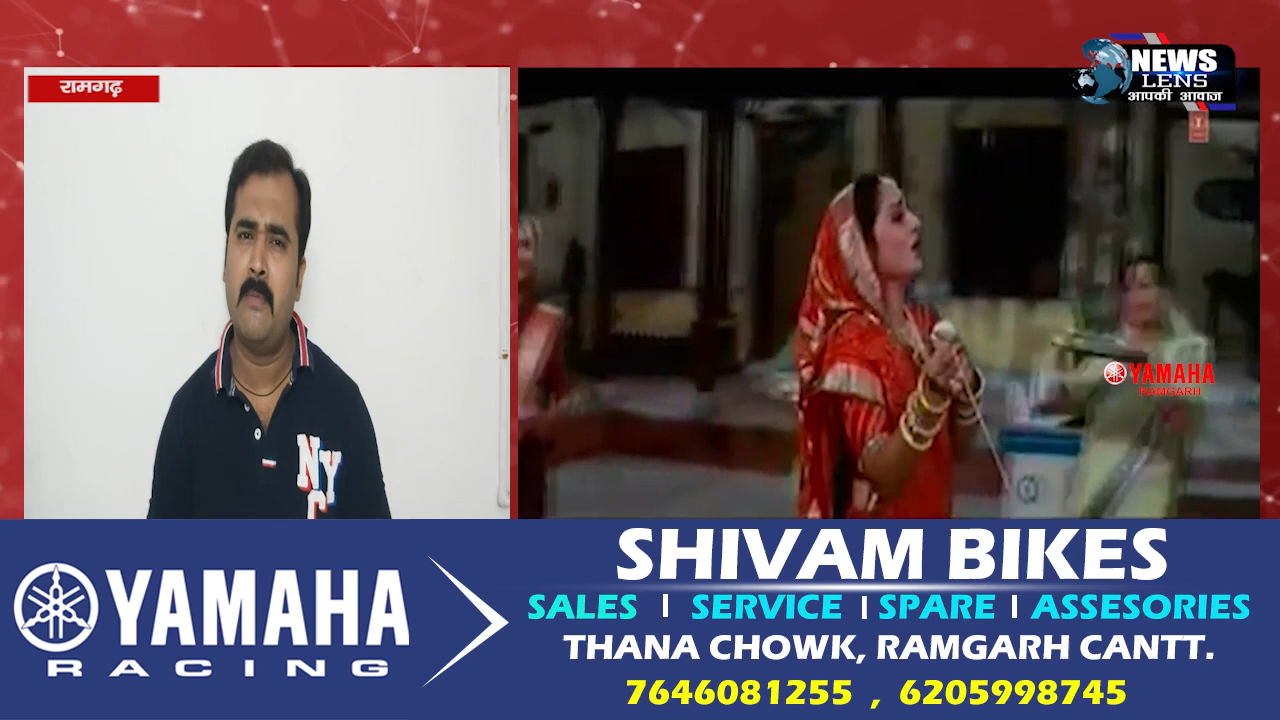 रामगढ़
NEWS
LENS
आपकी आवाज
T
NY
C
YAMAHA
RAMGARH
YAMAHA
RACING
SHIVAM BIKES
SALES | SERVICE | SPARE | ASSESORIES
THANA CHOWK, RAMGARH CANTT.
7646081255 , 6205998745